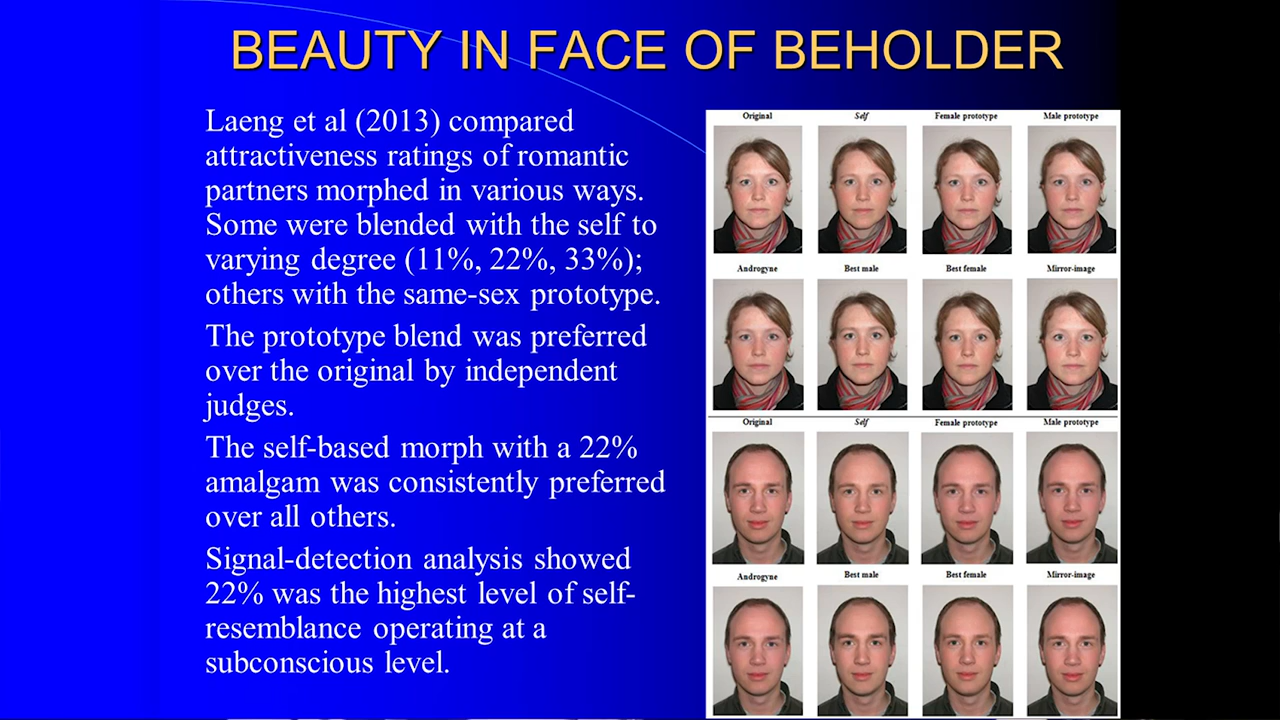 BEAUTY IN FACE OF BEHOLDER
Laeng et al (2013) compared
attractiveness ratings of romantic
partners morphed in various ways.
Some were blended with the self to
varying degree (11%, 22%, 33%);
others with the same-sex prototype.
The prototype blend was preferred
over the original by independent
judges.
The self-based morph with a 22%
amalgam was consistently preferred
over all others.
Signal-detection analysis showed
22% was the highest level of self-
resemblance operating at a
subconscious level.
Original Self Female prototype Male prototype
Androgyne Best male Best female Mirror-image
Original Self Female prototype Male prototype
Androgyne Best male Best female Mirror-image